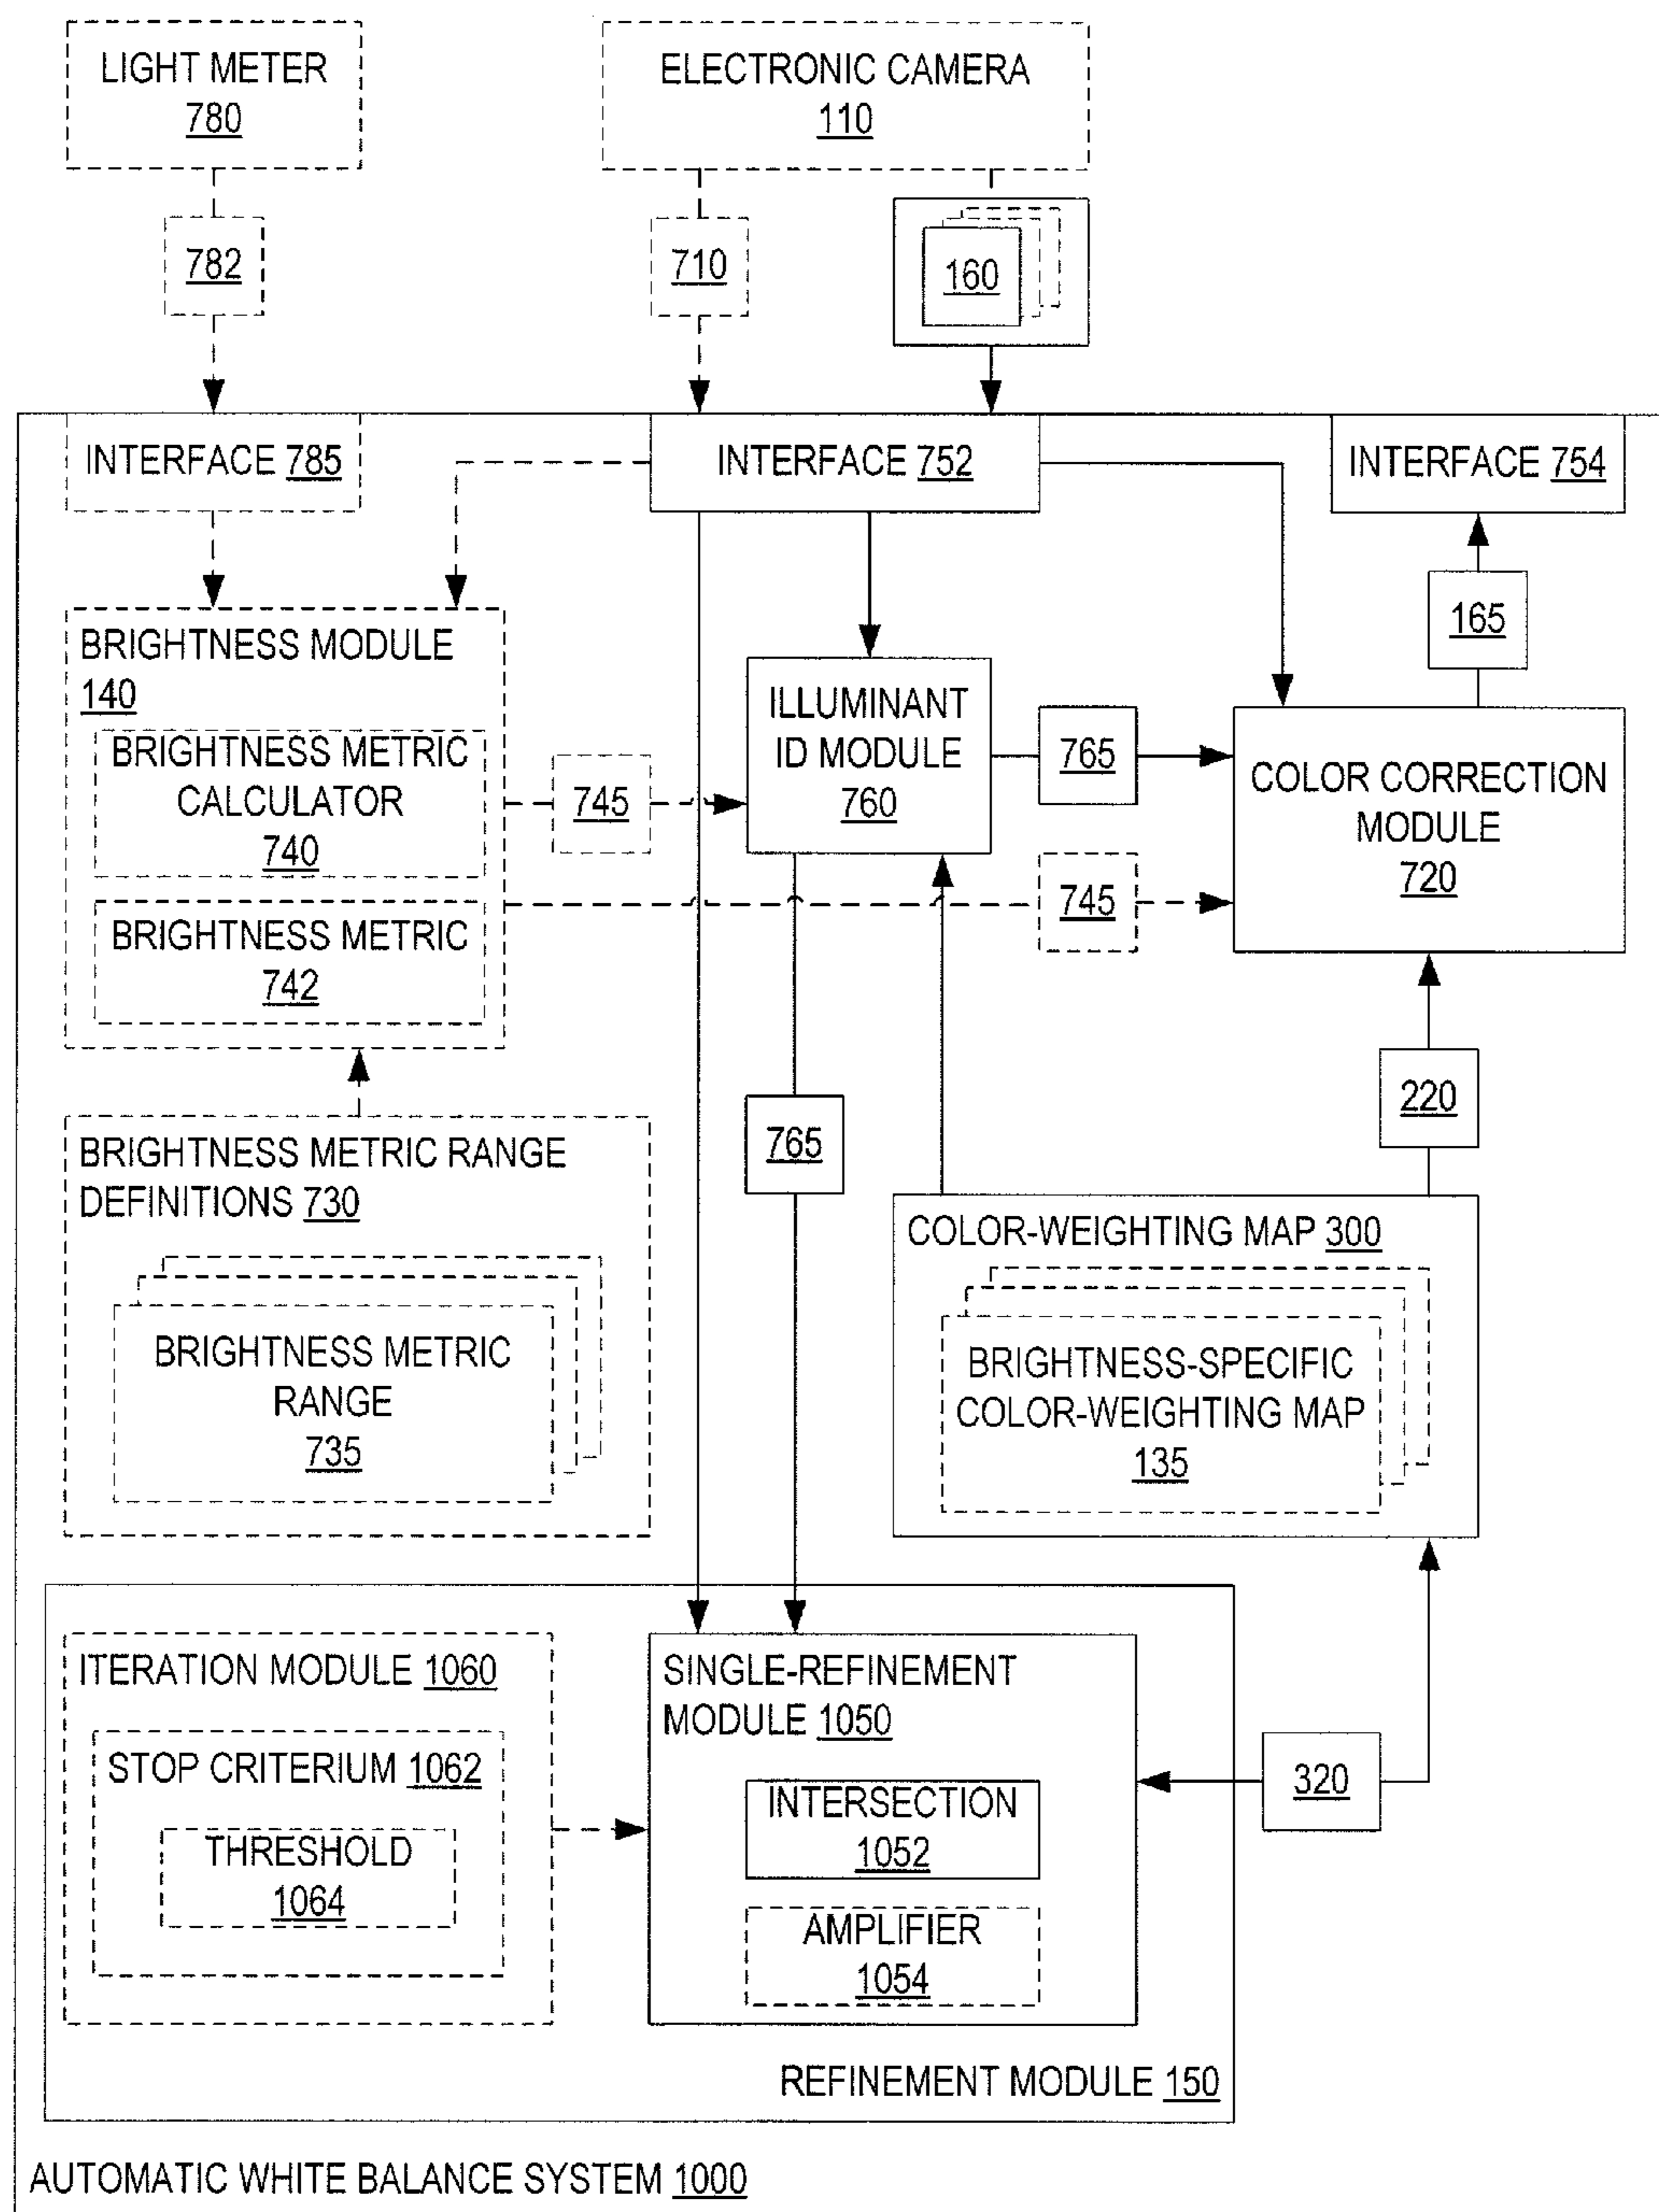 LIGHT METER
780
ELECTRONIC CAMERA
110
782
710
160
INTERFACE 785
INTERFACE 752
INTERFACE 754
165
BRIGHTNESS MODULE
140
BRIGHTNESS METRIC
CALCULATOR
740
BRIGHTNESS METRIC
742
745
ILLUMINANT
ID MODULE
760
765
745
COLOR CORRECTION
MODULE
720
220
765
BRIGHTNESS METRIC RANGE
DEFINITIONS 730
BRIGHTNESS METRIC
RANGE
735
COLOR-WEIGHTING MAP 300
BRIGHTNESS-SPECIFIC
COLOR-WEIGHTING MAP
135
ITERATION MODULE 1060
STOP CRITERIUM 1062
THRESHOLD
1064
SINGLE-REFINEMENT
MODULE 1050
INTERSECTION
1052
AMPLIFIER
1054
320
REFINEMENT MODULE 150
AUTOMATIC WHITE BALANCE SYSTEM 1000